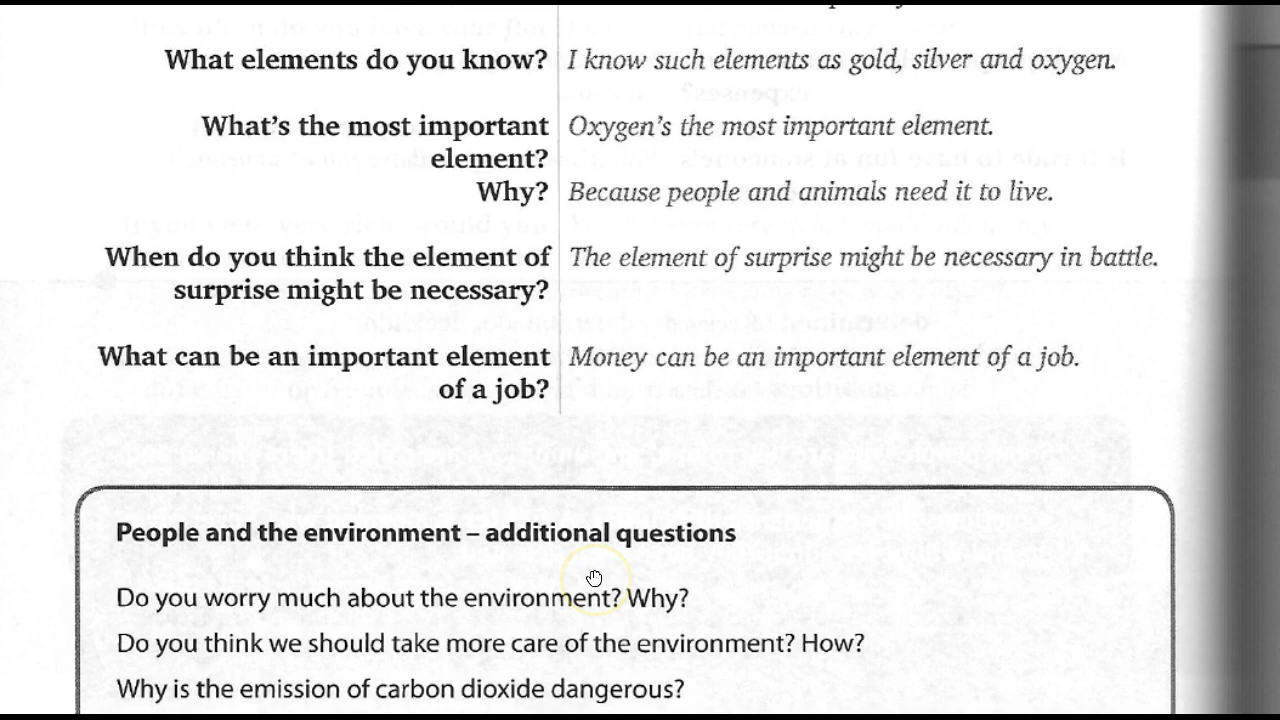 What elements do you know? I know such elements as gold, silver and oxygen.
What's the most important Oxygen's the most important element.
element?
Why? Because people and animals need it to live.
When do you think the element of The element of surprise might be necessary in battle.
surprise might be necessary?
What can be an important element Money can be an important element of a job.
of a job?
People and the environment – additional questions
Do you worry much about the environment? Why?
Do you think we should take more care of the environment? How?
Why is the emission of carbon dioxide dangerous?